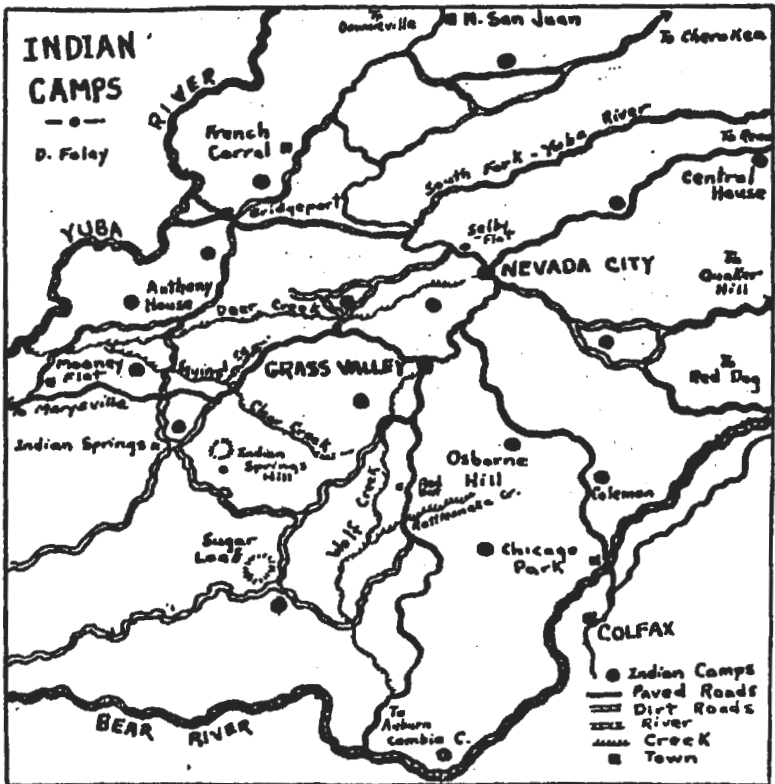 INDIAN
CAMPS
D. Foley
To
Downieville
N. San Juan
To Cherokee
RIVER
French
Corral
South Fork - Yuba River
Central
House
Bridgeport
Selby
Flat
NEVADA CITY
To
Quaker
Hill
YUBA
Anthony
House
Deer Creek
Mooney
Flat
GRASS VALLEY
To
Red Dog
To Marysville
Clear Creek
Indian Springs
Indian
Springs
Hill
Osborne
Hill
Wolf Creek
Rattlesnake Cr.
Coleman
Sugar
Loaf
Chicago
Park
COLFAX
BEAR RIVER
To
Auburn
Combie C.
Indian Camps
Paved Roads
Dirt Roads
River
Creek
Town